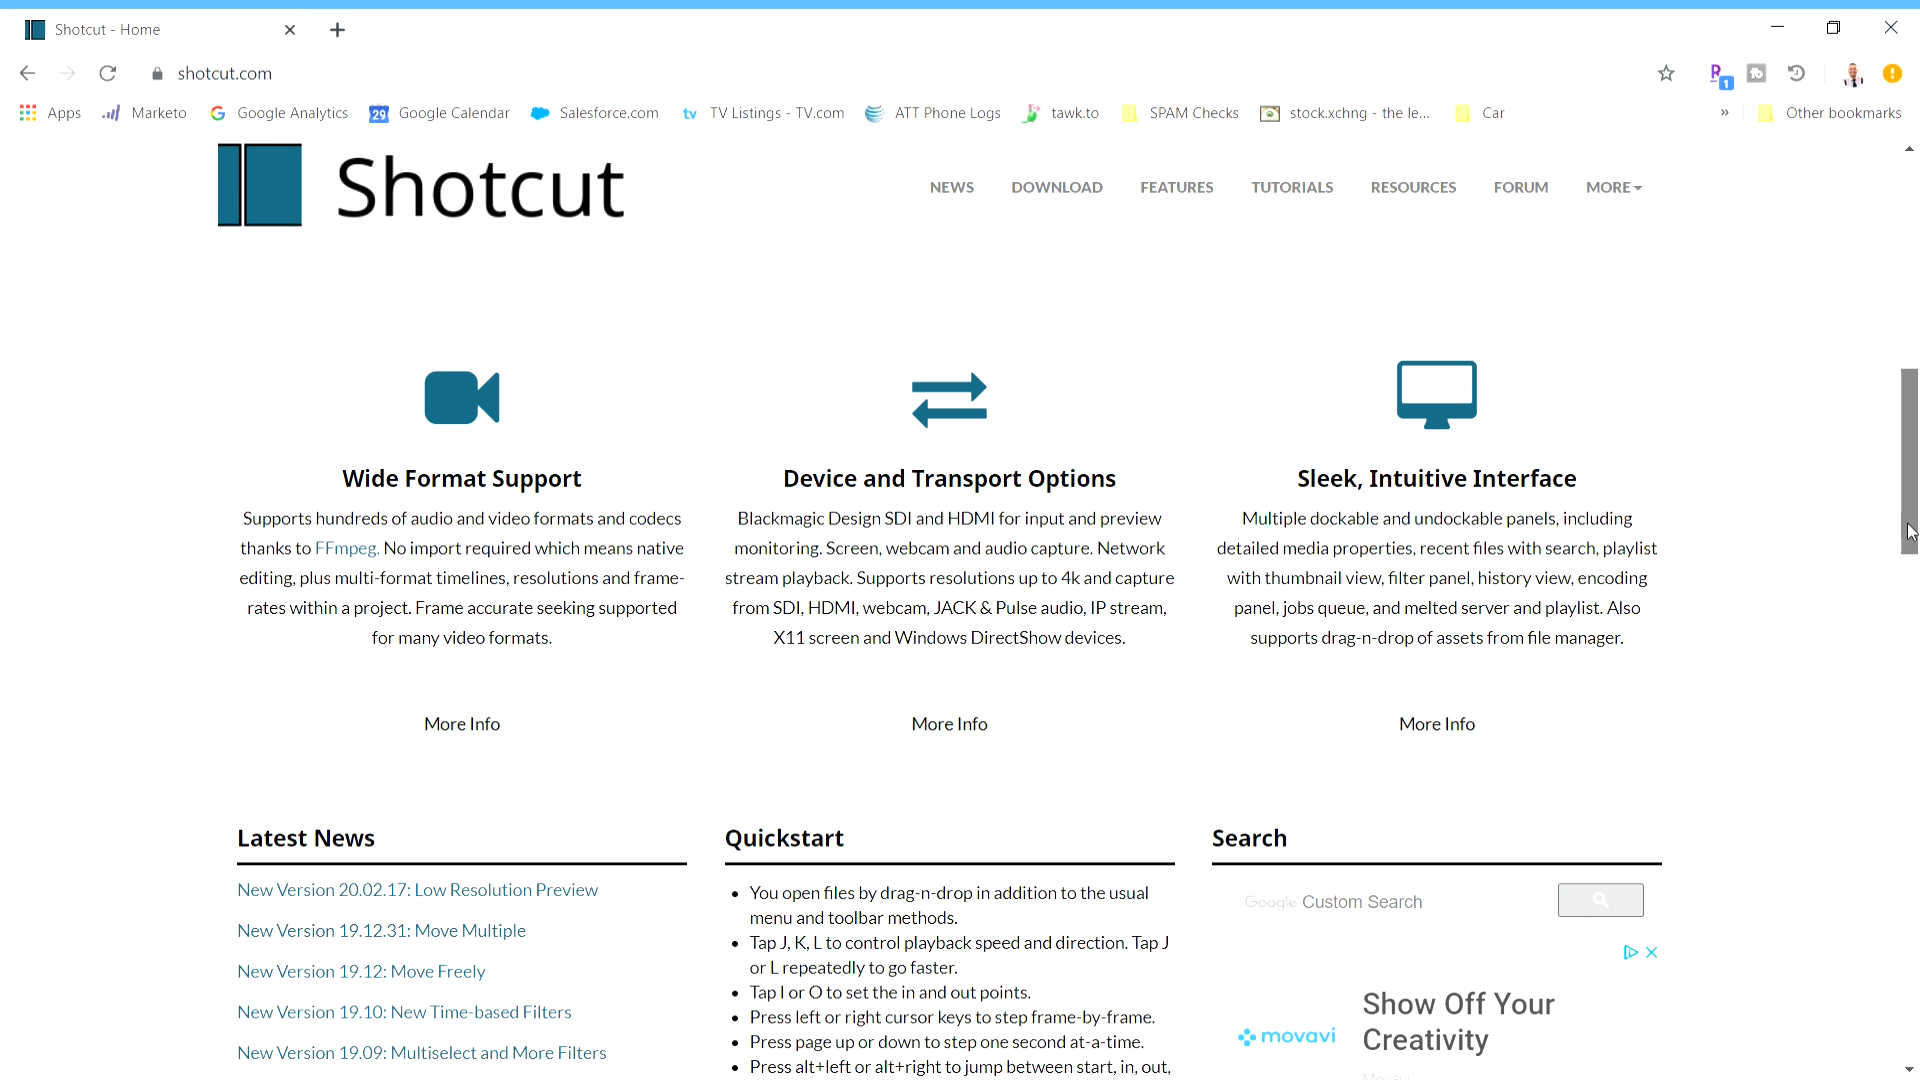 Shotcut - Home
shotcut.com
1
Apps Marketo Google Analytics 29 Google Calendar Salesforce.com tv TV Listings - TV.com ATT Phone Logs tawk.to SPAM Checks stock.xchng - the le... Car » Other bookmarks
Shotcut
NEWS DOWNLOAD FEATURES TUTORIALS RESOURCES FORUM MORE
Wide Format Support
Supports hundreds of audio and video formats and codecs
thanks to FFmpeg. No import required which means native
editing, plus multi-format timelines, resolutions and frame-
rates within a project. Frame accurate seeking supported
for many video formats.
More Info
Device and Transport Options
Blackmagic Design SDI and HDMI for input and preview
monitoring. Screen, webcam and audio capture. Network
stream playback. Supports resolutions up to 4k and capture
from SDI, HDMI, webcam, JACK & Pulse audio, IP stream,
X11 screen and Windows DirectShow devices.
More Info
Sleek, Intuitive Interface
Multiple dockable and undockable panels, including
detailed media properties, recent files with search, playlist
with thumbnail view, filter panel, history view, encoding
panel, jobs queue, and melted server and playlist. Also
supports drag-n-drop of assets from file manager.
More Info
Latest News
New Version 20.02.17: Low Resolution Preview
New Version 19.12.31: Move Multiple
New Version 19.12: Move Freely
New Version 19.10: New Time-based Filters
New Version 19.09: Multiselect and More Filters
Quickstart
• You open files by drag-n-drop in addition to the usual
menu and toolbar methods.
• Tap J, K, L to control playback speed and direction. Tap J
or L repeatedly to go faster.
• Tap I or O to set the in and out points.
• Press left or right cursor keys to step frame-by-frame.
• Press page up or down to step one second at-a-time.
• Press alt+left or alt+right to jump between start, in, out,
Search
Google Custom Search
Show Off Your
Creativity
movavi